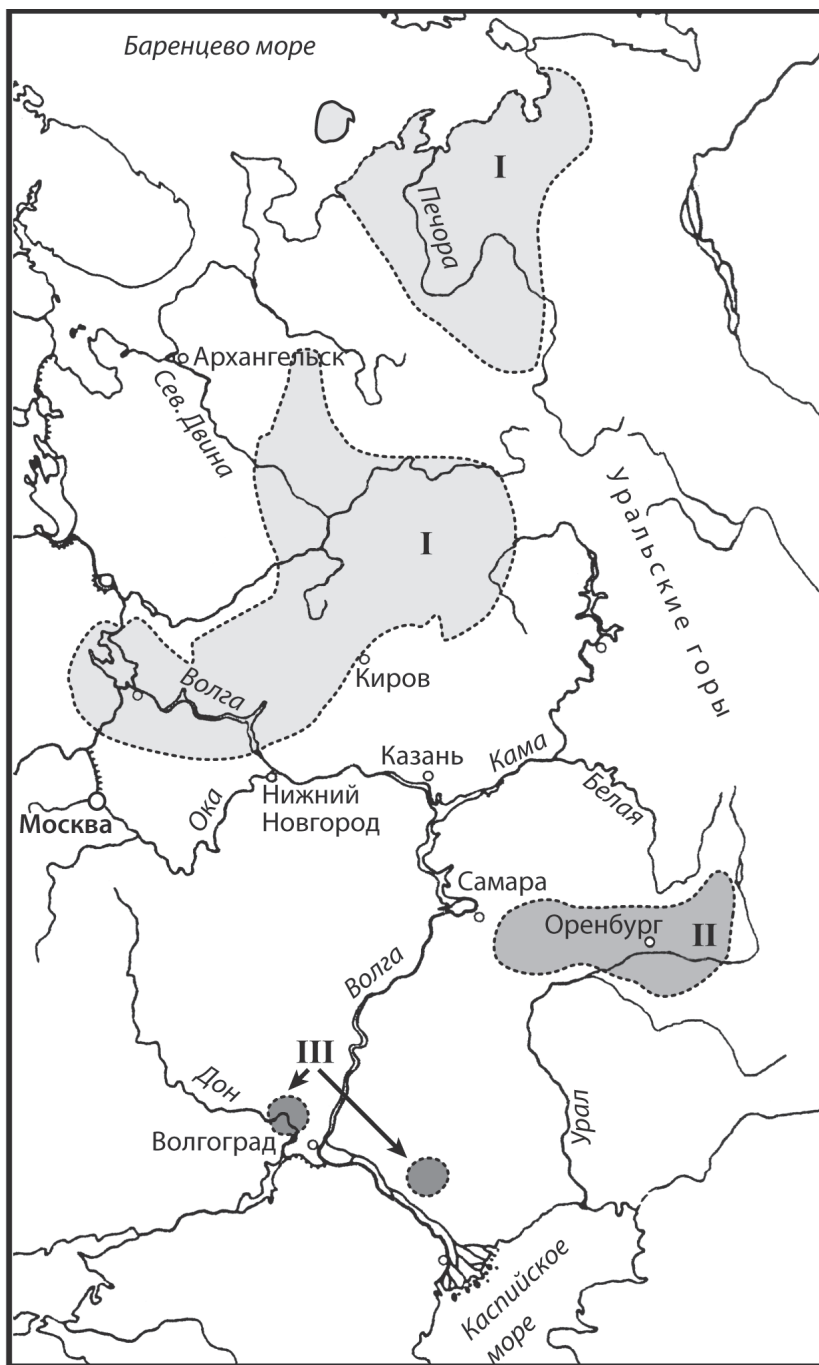 Баренцево море
I
Печора
Архангельск
Сев. Двина
Уральские горы
I
Волга
Киров
Казань
Кама
Белая
Москва
Ока
Нижний
Новгород
Самара
Оренбург
II
Волга
III
Дон
Волгоград
Урал
Каспийское
море